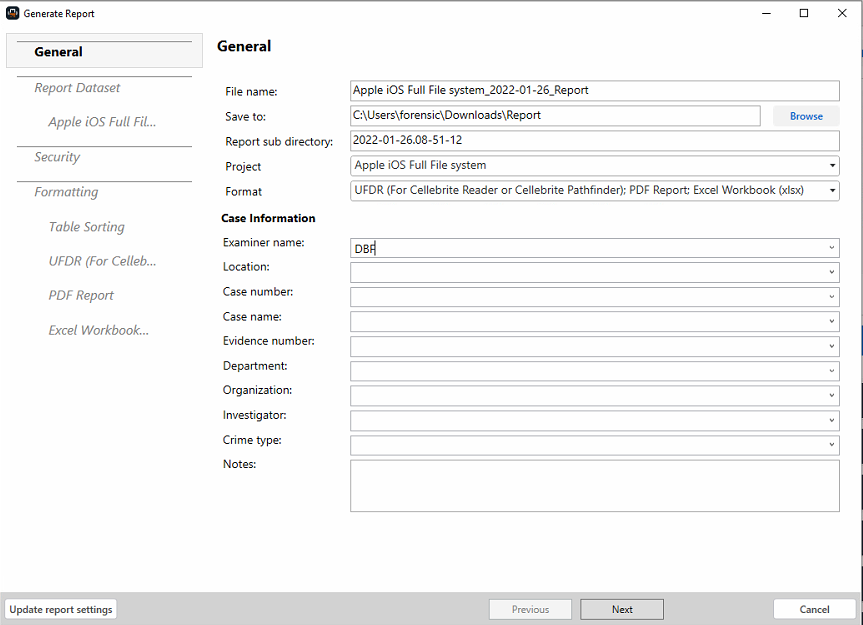 Generate Report
General
Report Dataset
Apple iOS Full Fil...
Security
Formatting
Table Sorting
UFDR (For Celleb...
PDF Report
Excel Workbook...
General
File name: Apple iOS Full File system_2022-01-26_Report
Save to: C:\Users\forensic\Downloads\Report Browse
Report sub directory: 2022-01-26.08-51-12
Project Apple iOS Full File system
Format UFDR (For Cellebrite Reader or Cellebrite Pathfinder); PDF Report; Excel Workbook (xlsx)
Case Information
Examiner name: DBF
Location:
Case number:
Case name:
Evidence number:
Department:
Organization:
Investigator:
Crime type:
Notes:
Update report settings Previous Next Cancel